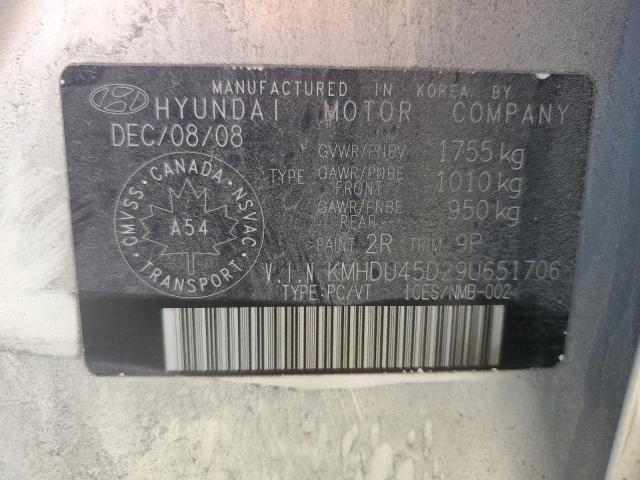 MANUFACTURED IN KOREA BY
HYUNDAI MOTOR COMPANY
DEC/08/08
GVWR/PNBV 1755 kg
TYPE GAWR/PNBE FRONT 1010 kg
GAWR/PNBE REAR 950 kg
PAINT 2R TRIM 9P
V.I.N KMHDU45D29U651706
TYPE:PC/VT ICES/NMB-002
CMVSS · CANADA · NSVAC
A54
TRANSPORT